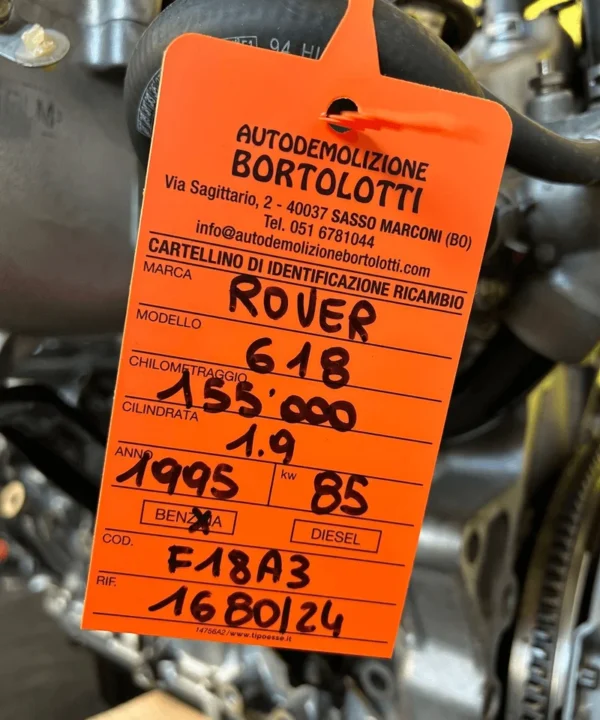 94 HI
AUTODEMOLIZIONE
BORTOLOTTI
Via Sagittario, 2 - 40037 SASSO MARCONI (BO)
Tel. 051 6781044
info@autodemolizionebortolotti.com
CARTELLINO DI IDENTIFICAZIONE RICAMBIO
MARCA ROVER
MODELLO 618
CHILOMETRAGGIO 155'000
CILINDRATA 1.9
ANNO 1995 kw 85
BENZINA DIESEL
COD. F18A3
RIF. 1680/24
14756A2/www.tipoesse.it